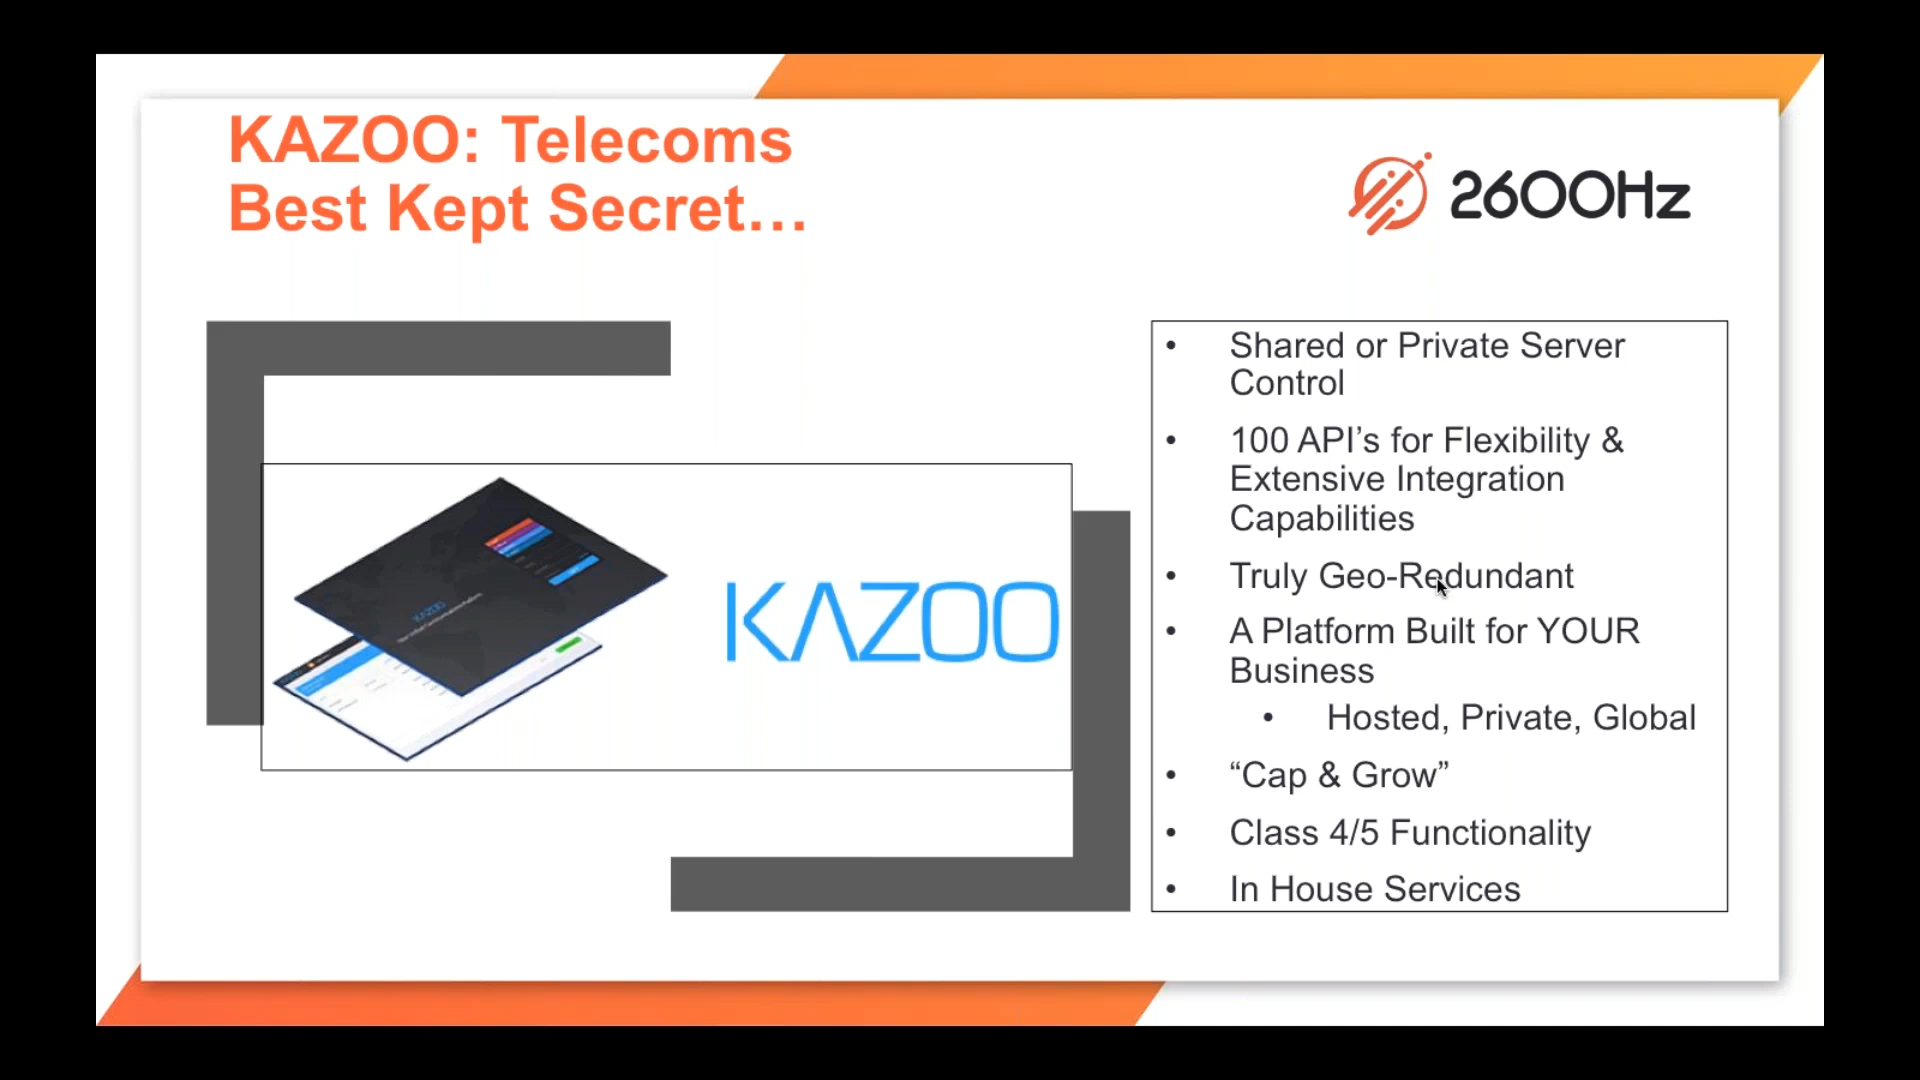 KAZOO: Telecoms
Best Kept Secret…
2600Hz
KAZOO
KAZOO
• Shared or Private Server
Control
• 100 API’s for Flexibility &
Extensive Integration
Capabilities
• Truly Geo-Redundant
• A Platform Built for YOUR
Business
• Hosted, Private, Global
• “Cap & Grow”
• Class 4/5 Functionality
• In House Services